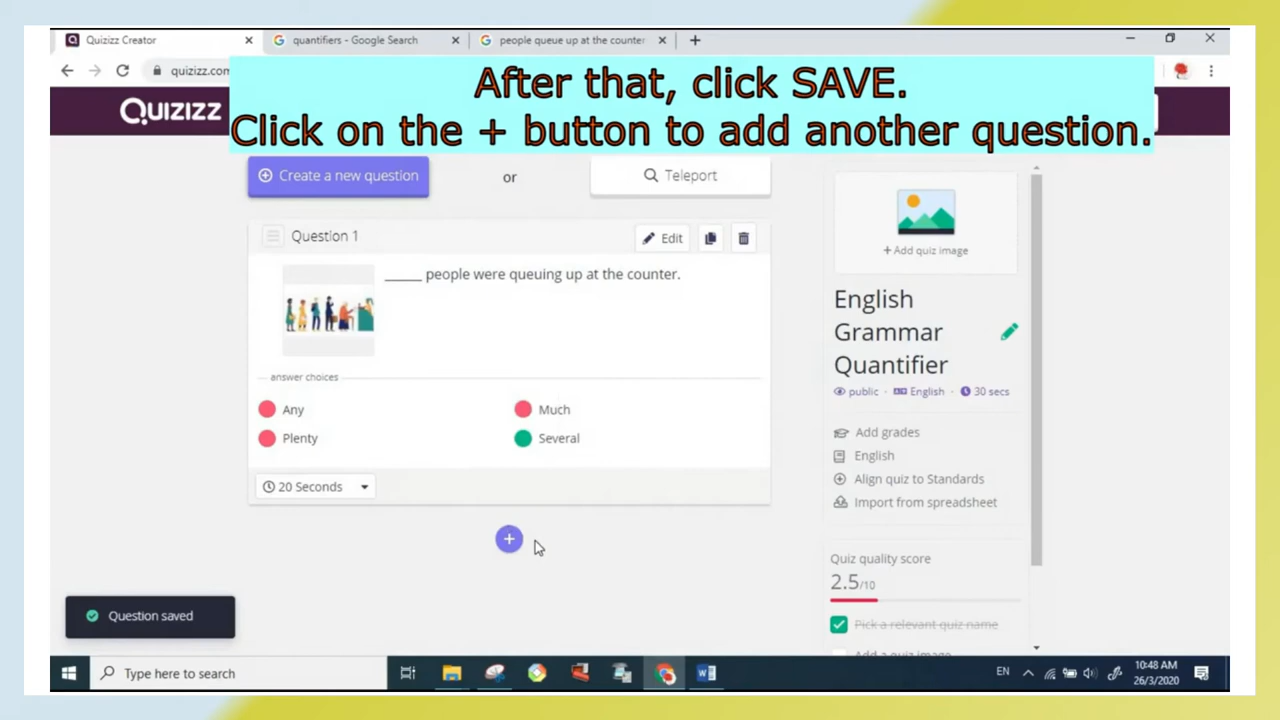 Quizizz Creator
quantifiers - Google Search
people queue up at the counter
quizizz.com
After that, click SAVE.
Click on the + button to add another question.
QUIZIZZ
Create a new question
or
Teleport
Question 1
Edit
_____ people were queuing up at the counter.
answer choices
Any
Much
Plenty
Several
20 Seconds
+
+ Add quiz image
English
Grammar
Quantifier
public · English · 30 secs
Add grades
English
Align quiz to Standards
Import from spreadsheet
Quiz quality score
2.5/10
Pick a relevant quiz name
Add a quiz image
Question saved
Type here to search
EN
10:48 AM
26/3/2020